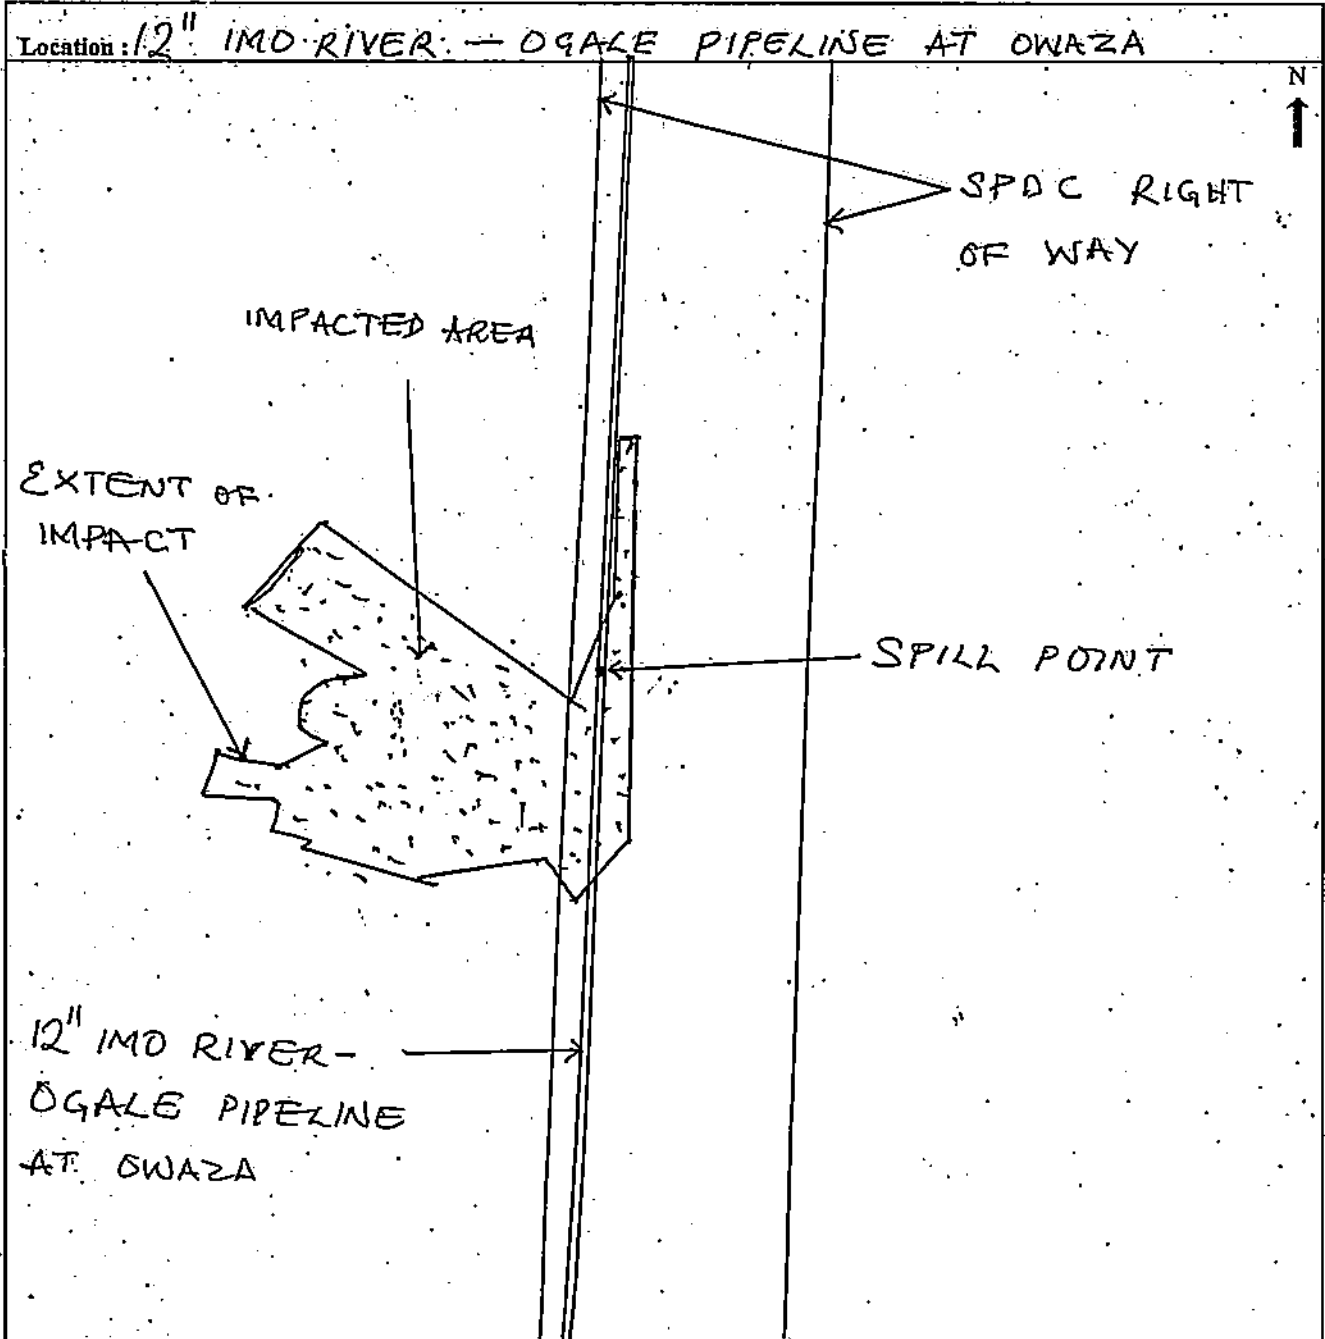 Location : 12" IMO RIVER - OGALE PIPELINE AT OWAZA
N
SPDC RIGHT
OF WAY
IMPACTED AREA
EXTENT OF
IMPACT
SPILL POINT
12" IMO RIVER-
OGALE PIPELINE
AT OWAZA